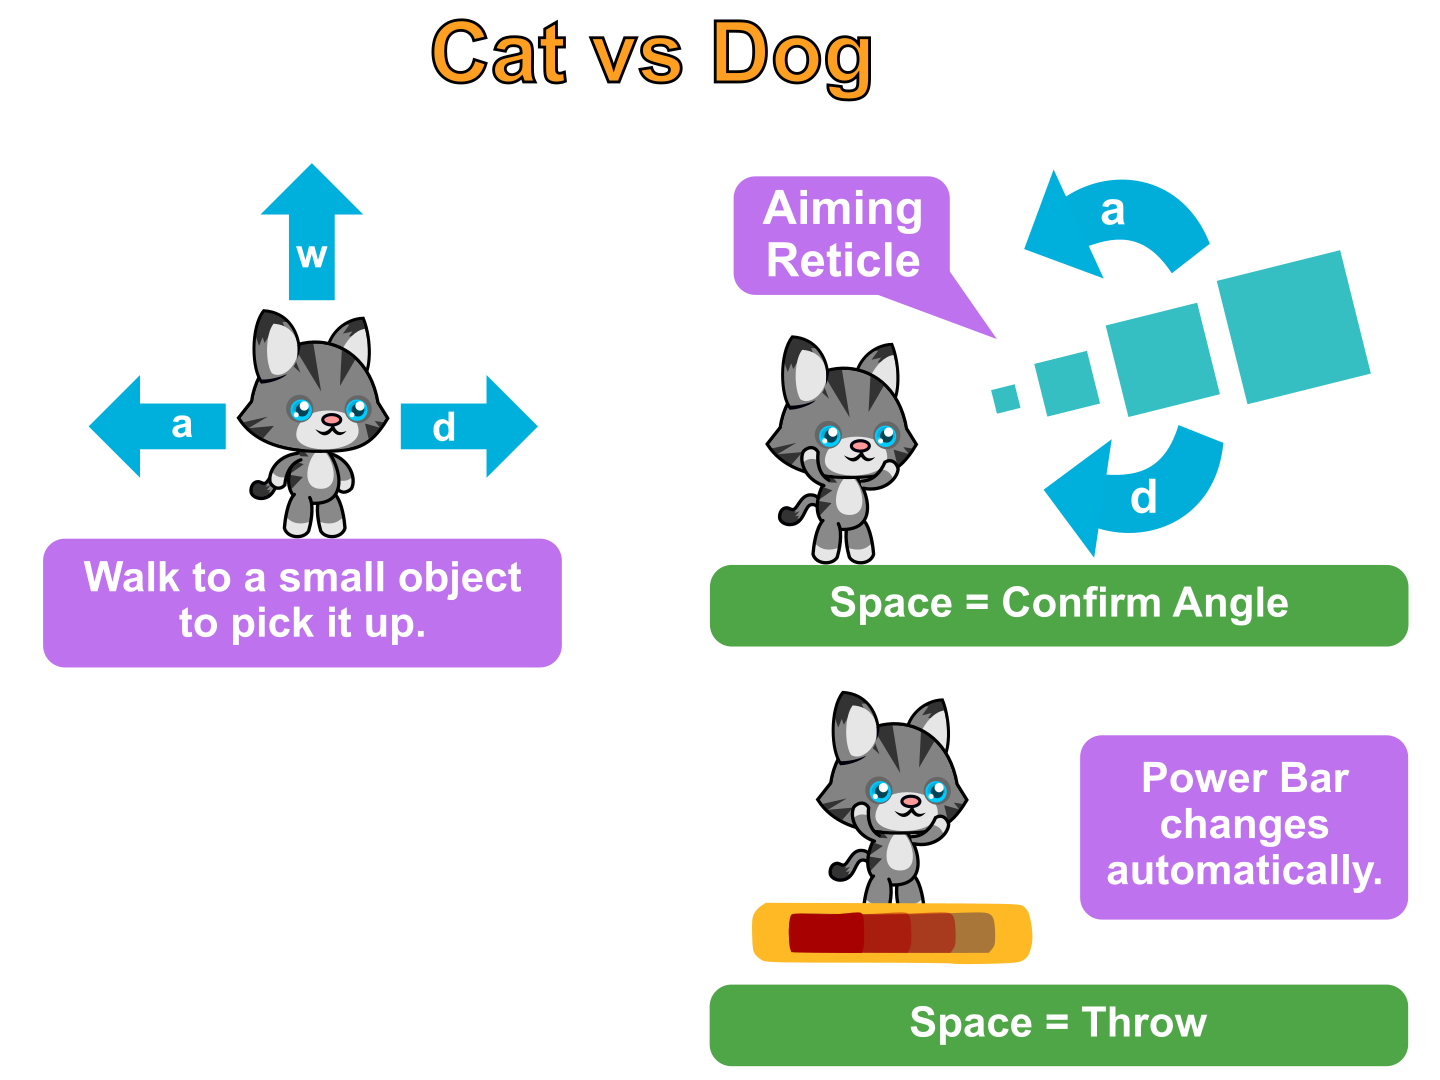 Cat vs Dog
w
a
d
Walk to a small object
to pick it up.
Aiming
Reticle
a
d
Space = Confirm Angle
Power Bar
changes
automatically.
Space = Throw